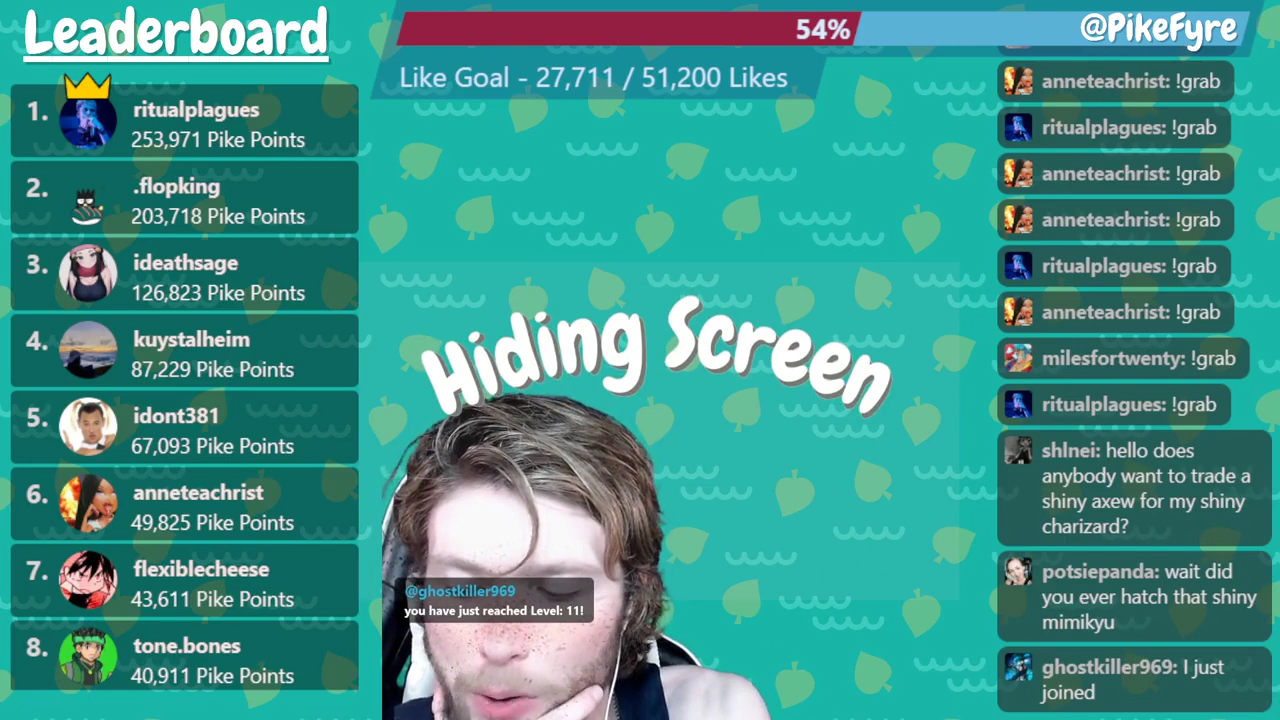 Leaderboard
1.
ritualplagues
253,971 Pike Points
2.
.flopking
203,718 Pike Points
3.
ideathsage
126,823 Pike Points
4.
kuystalheim
87,229 Pike Points
5.
idont381
67,093 Pike Points
6.
anneteachrist
49,825 Pike Points
7.
flexiblecheese
43,611 Pike Points
8.
tone.bones
40,911 Pike Points
54%
Like Goal - 27,711 / 51,200 Likes
Hiding Screen
@ghostkiller969
you have just reached Level: 11!
@PikeFyre
anneteachrist: !grab
ritualplagues: !grab
anneteachrist: !grab
anneteachrist: !grab
ritualplagues: !grab
anneteachrist: !grab
milesfortwenty: !grab
ritualplagues: !grab
shlnei: hello does
anybody want to trade a
shiny axew for my shiny
charizard?
potsiepanda: wait did
you ever hatch that shiny
mimikyu
ghostkiller969: I just
joined